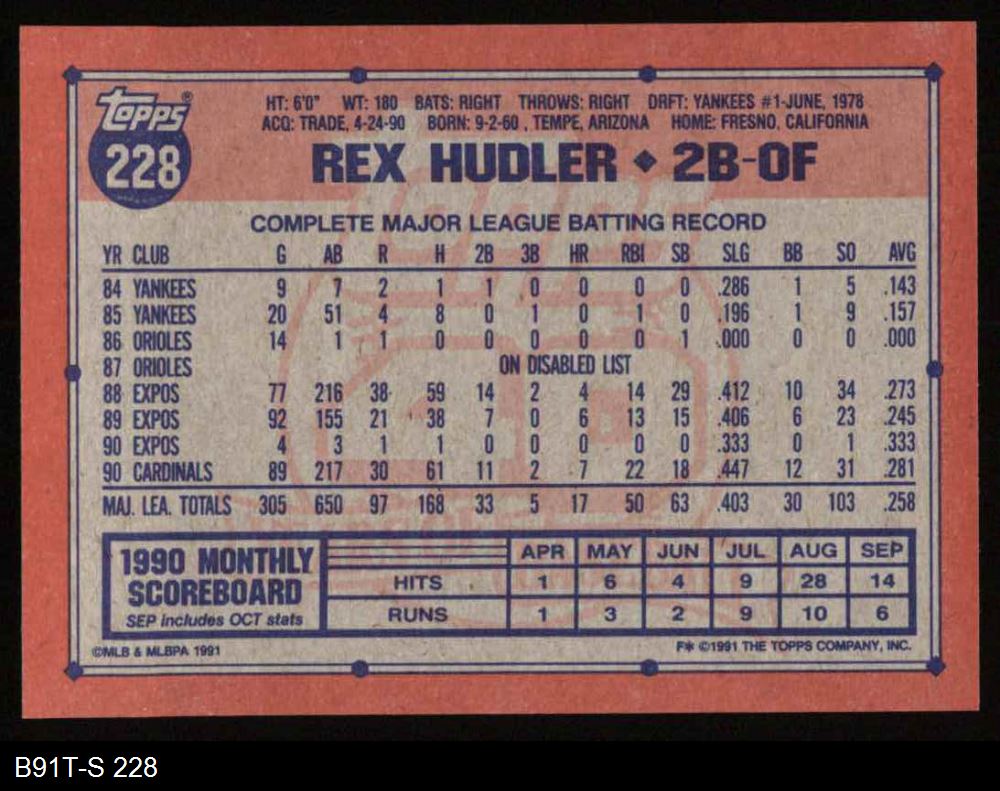 Topps®
228
HT: 6'0" WT: 180 BATS: RIGHT THROWS: RIGHT DRFT: YANKEES #1-JUNE, 1978
ACQ: TRADE, 4-24-90 BORN: 9-2-60, TEMPE, ARIZONA HOME: FRESNO, CALIFORNIA
REX HUDLER ◆ 2B-OF
COMPLETE MAJOR LEAGUE BATTING RECORD
YR CLUB G AB R H 2B 3B HR RBI SB SLG BB SO AVG
84 YANKEES 9 7 2 1 1 0 0 0 0 .286 1 5 .143
85 YANKEES 20 51 4 8 0 1 0 1 0 .196 1 9 .157
86 ORIOLES 14 1 1 0 0 0 0 0 1 .000 0 0 .000
87 ORIOLES ON DISABLED LIST
88 EXPOS 77 216 38 59 14 2 4 14 29 .412 10 34 .273
89 EXPOS 92 155 21 38 7 0 6 13 15 .406 6 23 .245
90 EXPOS 4 3 1 1 0 0 0 0 0 .333 0 1 .333
90 CARDINALS 89 217 30 61 11 2 7 22 18 .447 12 31 .281
MAJ. LEA. TOTALS 305 650 97 168 33 5 17 50 63 .403 30 103 .258
1990 MONTHLY
SCOREBOARD
SEP includes OCT stats
APR MAY JUN JUL AUG SEP
HITS 1 6 4 9 28 14
RUNS 1 3 2 9 10 6
©MLB & MLBPA 1991
F* ©1991 THE TOPPS COMPANY, INC.
B91T-S 228